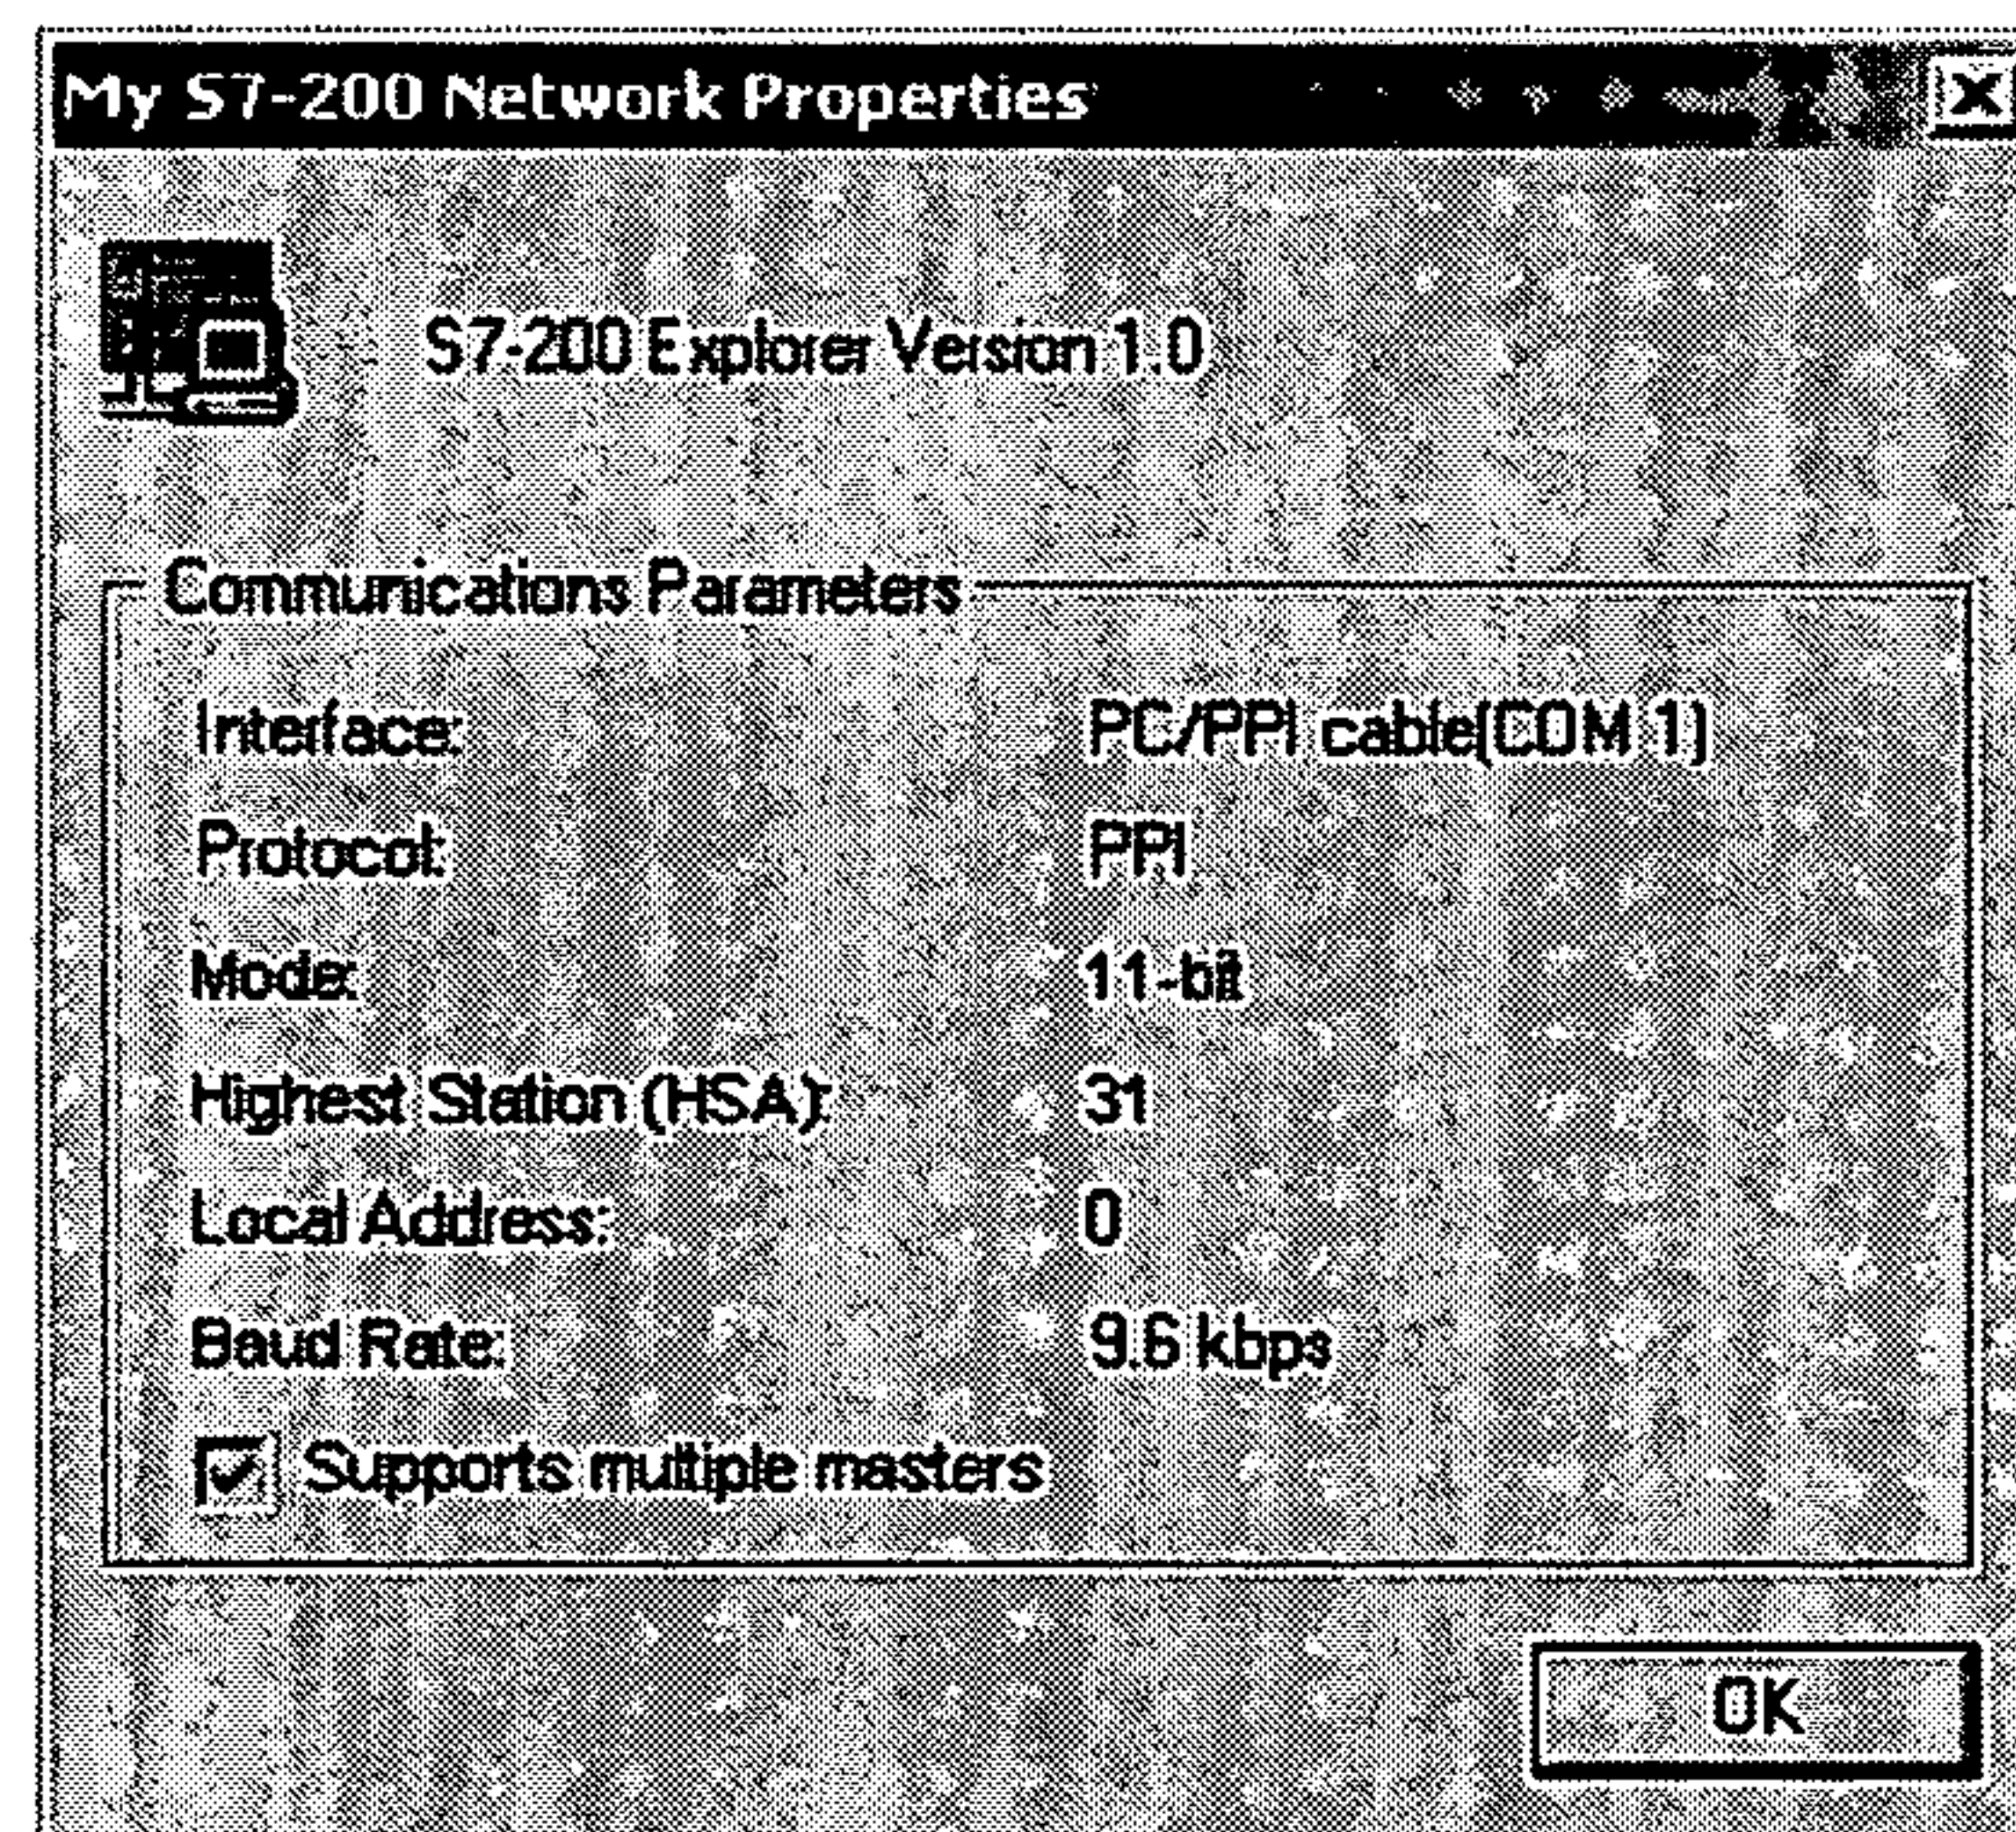 My S7-200 Network Properties
S7-200 Explorer Version 1.0
Communications Parameters
Interface: PC/PPI cable(COM 1)
Protocol: PPI
Mode: 11-bit
Highest Station (HSA): 31
Local Address: 0
Baud Rate: 9.6 kbps
Supports multiple masters
OK